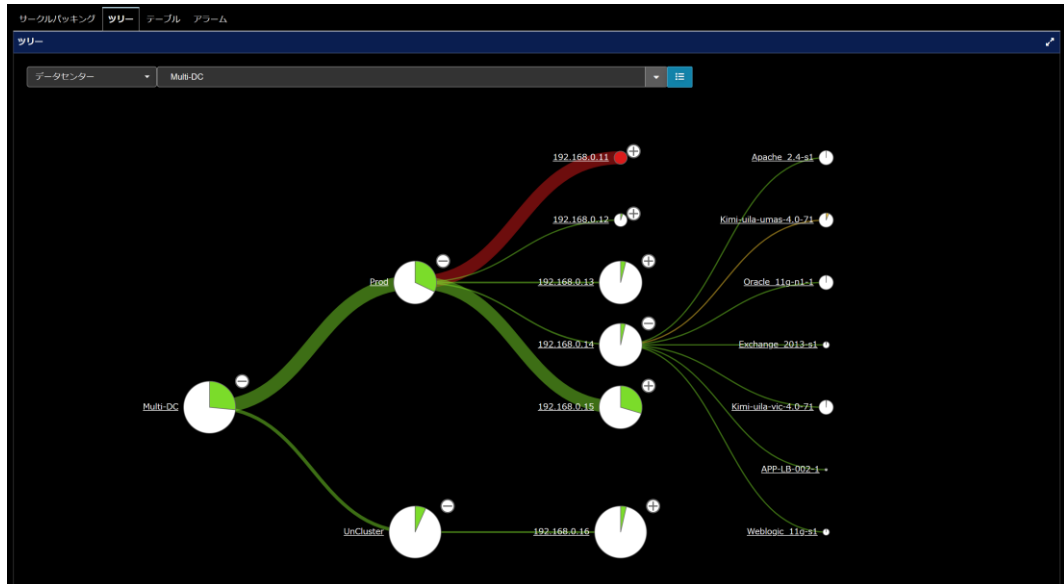 サークルパッキング ツリー テーブル アラーム
ツリー
データセンター Multi-DC
192.168.0.11 Apache_2.4-s1
192.168.0.12 Kimi-uila-umas-4.0-71
Prod 192.168.0.13 Oracle_11g-n1-1
192.168.0.14 Exchange_2013-s1
Multi-DC 192.168.0.15 Kimi-uila-vic-4.0-71
APP-LB-002-1
UnCluster 192.168.0.16 Weblogic_11g-s1